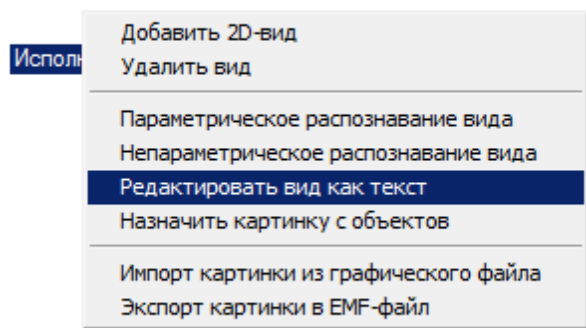 Добавить 2D-вид
Удалить вид
Параметрическое распознавание вида
Непараметрическое распознавание вида
Редактировать вид как текст
Назначить картинку с объектов
Импорт картинки из графического файла
Экспорт картинки в EMF-файл